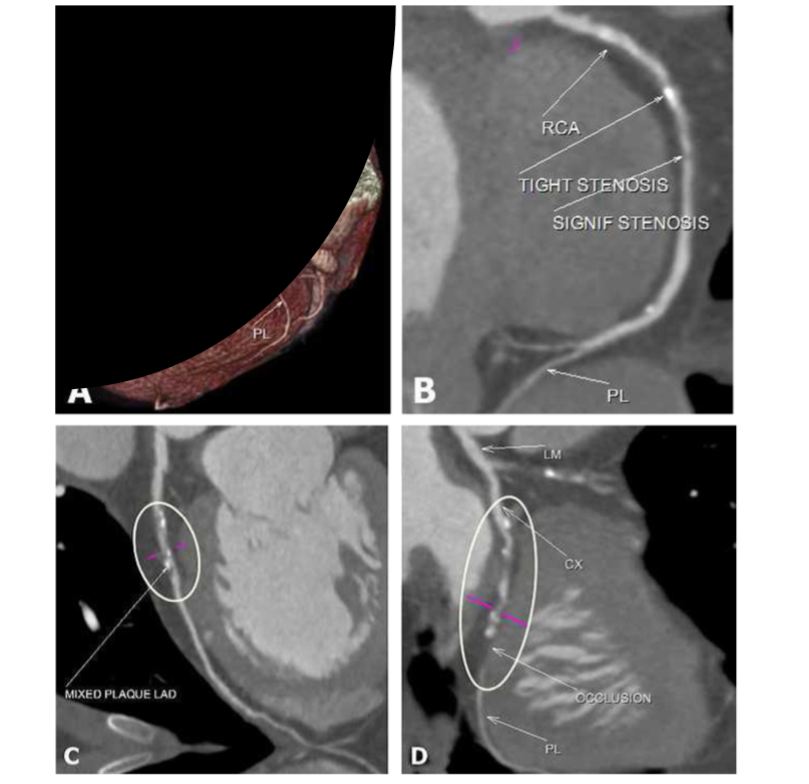 PL
A
RCA
TIGHT STENOSIS
SIGNIF STENOSIS
PL
B
MIXED PLAQUE LAD
C
LM
CX
OCCLUSION
PL
D